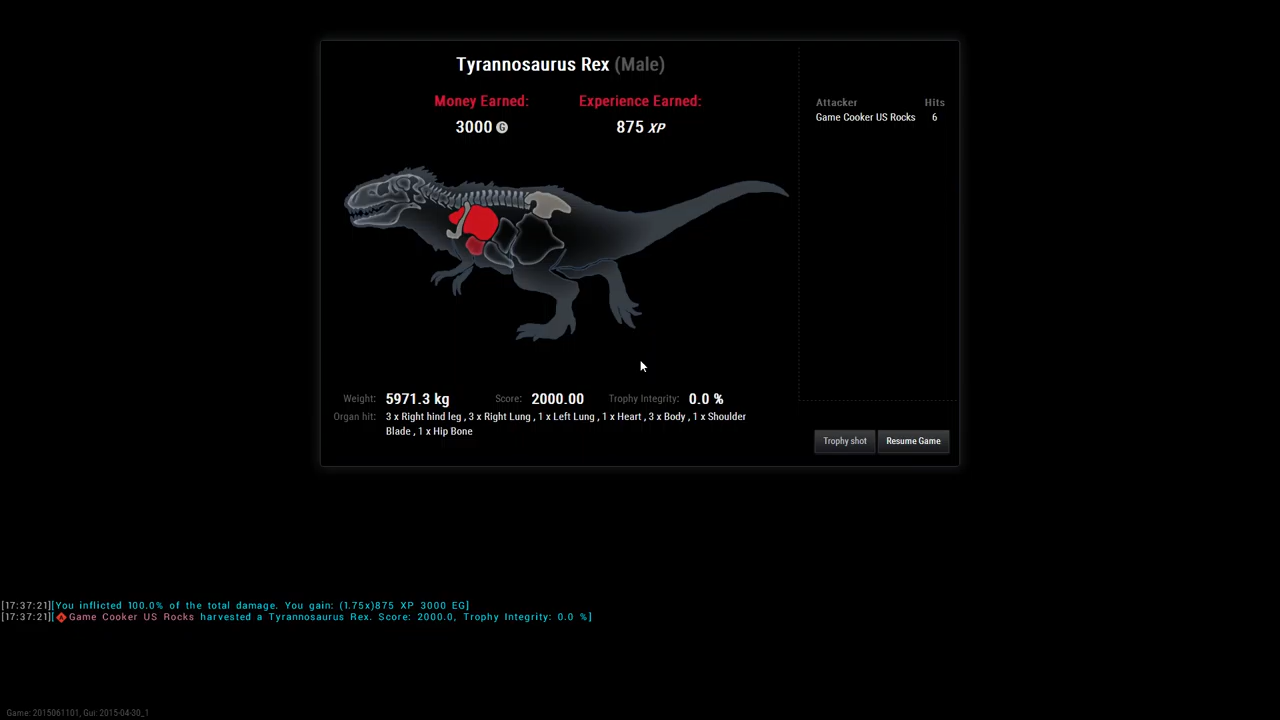 Tyrannosaurus Rex (Male)
Money Earned: Experience Earned:
3000 G 875 XP
Attacker Hits
Game Cooker US Rocks 6
Weight: 5971.3 kg Score: 2000.00 Trophy Integrity: 0.0 %
Organ hit: 3 x Right hind leg , 3 x Right Lung , 1 x Left Lung , 1 x Heart , 3 x Body , 1 x Shoulder
Blade , 1 x Hip Bone
Trophy shot Resume Game
[17:37:21][You inflicted 100.0% of the total damage. You gain: (1.75x)875 XP 3000 EG]
[17:37:21][Game Cooker US Rocks harvested a Tyrannosaurus Rex. Score: 2000.0, Trophy Integrity: 0.0 %]
Game: 2015061101, Gui: 2015-04-30_1